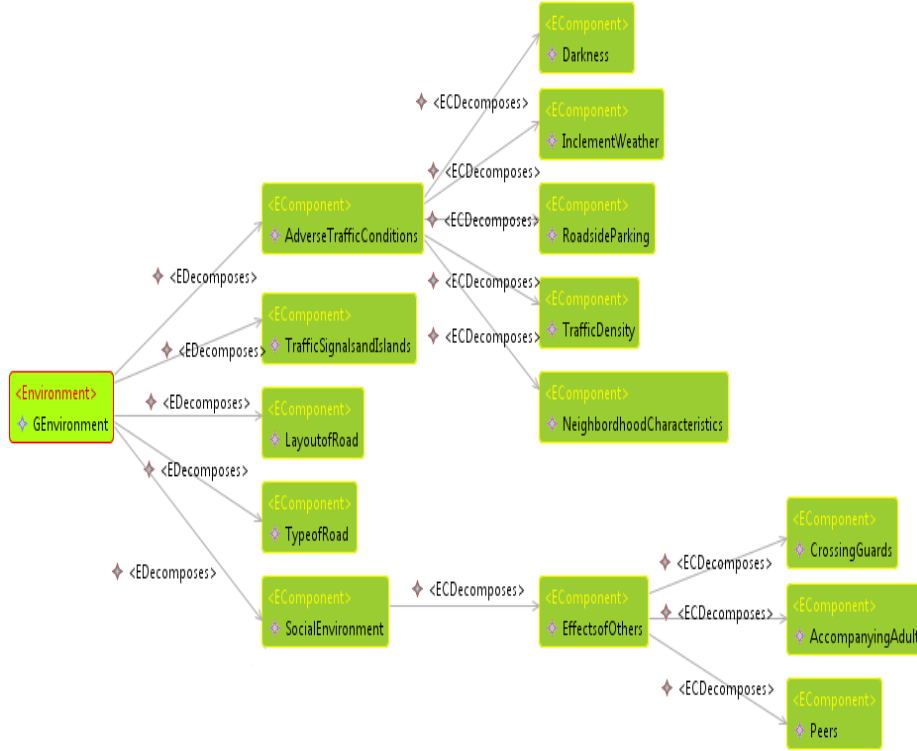 <EComponent>
Darkness
<ECDecomposes>
<EComponent>
InclementWeather
<ECDecomposes>
<EComponent>
AdverseTrafficConditions
<ECDecomposes>
<EComponent>
RoadsideParking
<EDecomposes>
<ECDecomposes>
<EComponent>
TrafficDensity
<EComponent>
TrafficSignalsandIslands
<ECDecomposes>
<EDecomposes>
<Environment>
GEnvironment
<EDecomposes>
<EComponent>
LayoutofRoad
<EComponent>
NeighbordhoodCharacteristics
<EDecomposes>
<EComponent>
TypeofRoad
<EDecomposes>
<EComponent>
SocialEnvironment
<ECDecomposes>
<EComponent>
EffectsofOthers
<ECDecomposes>
<EComponent>
CrossingGuards
<ECDecomposes>
<EComponent>
AccompanyingAdult
<ECDecomposes>
<EComponent>
Peers